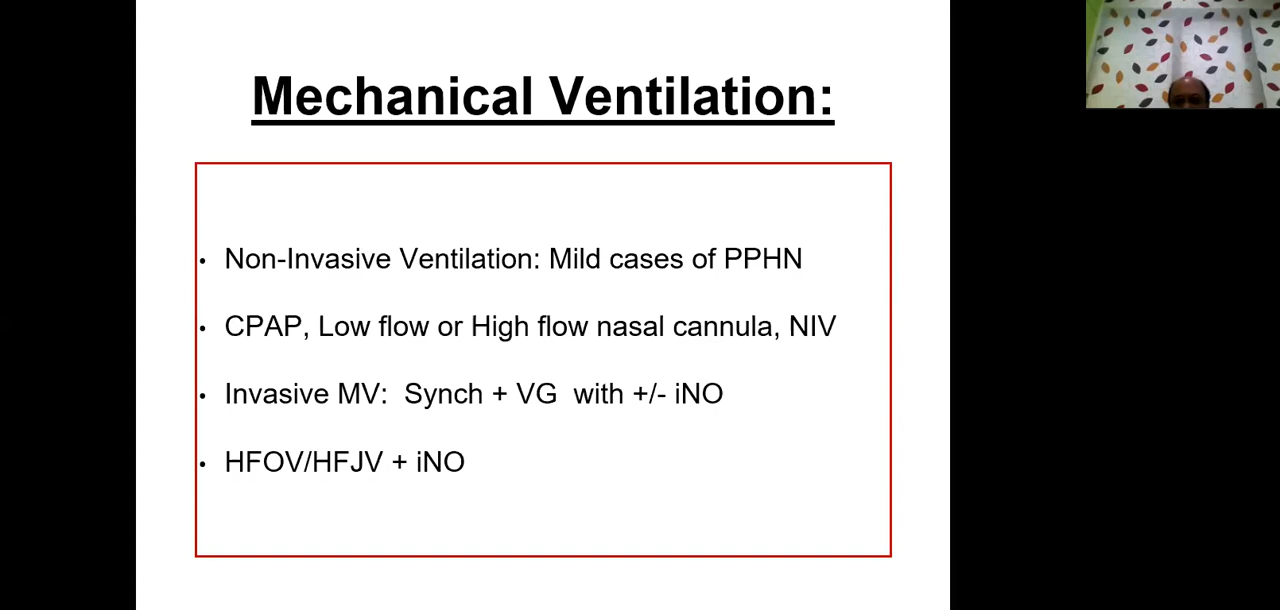 Mechanical Ventilation:
• Non-Invasive Ventilation: Mild cases of PPHN
• CPAP, Low flow or High flow nasal cannula, NIV
• Invasive MV: Synch + VG with +/- iNO
• HFOV/HFJV + iNO